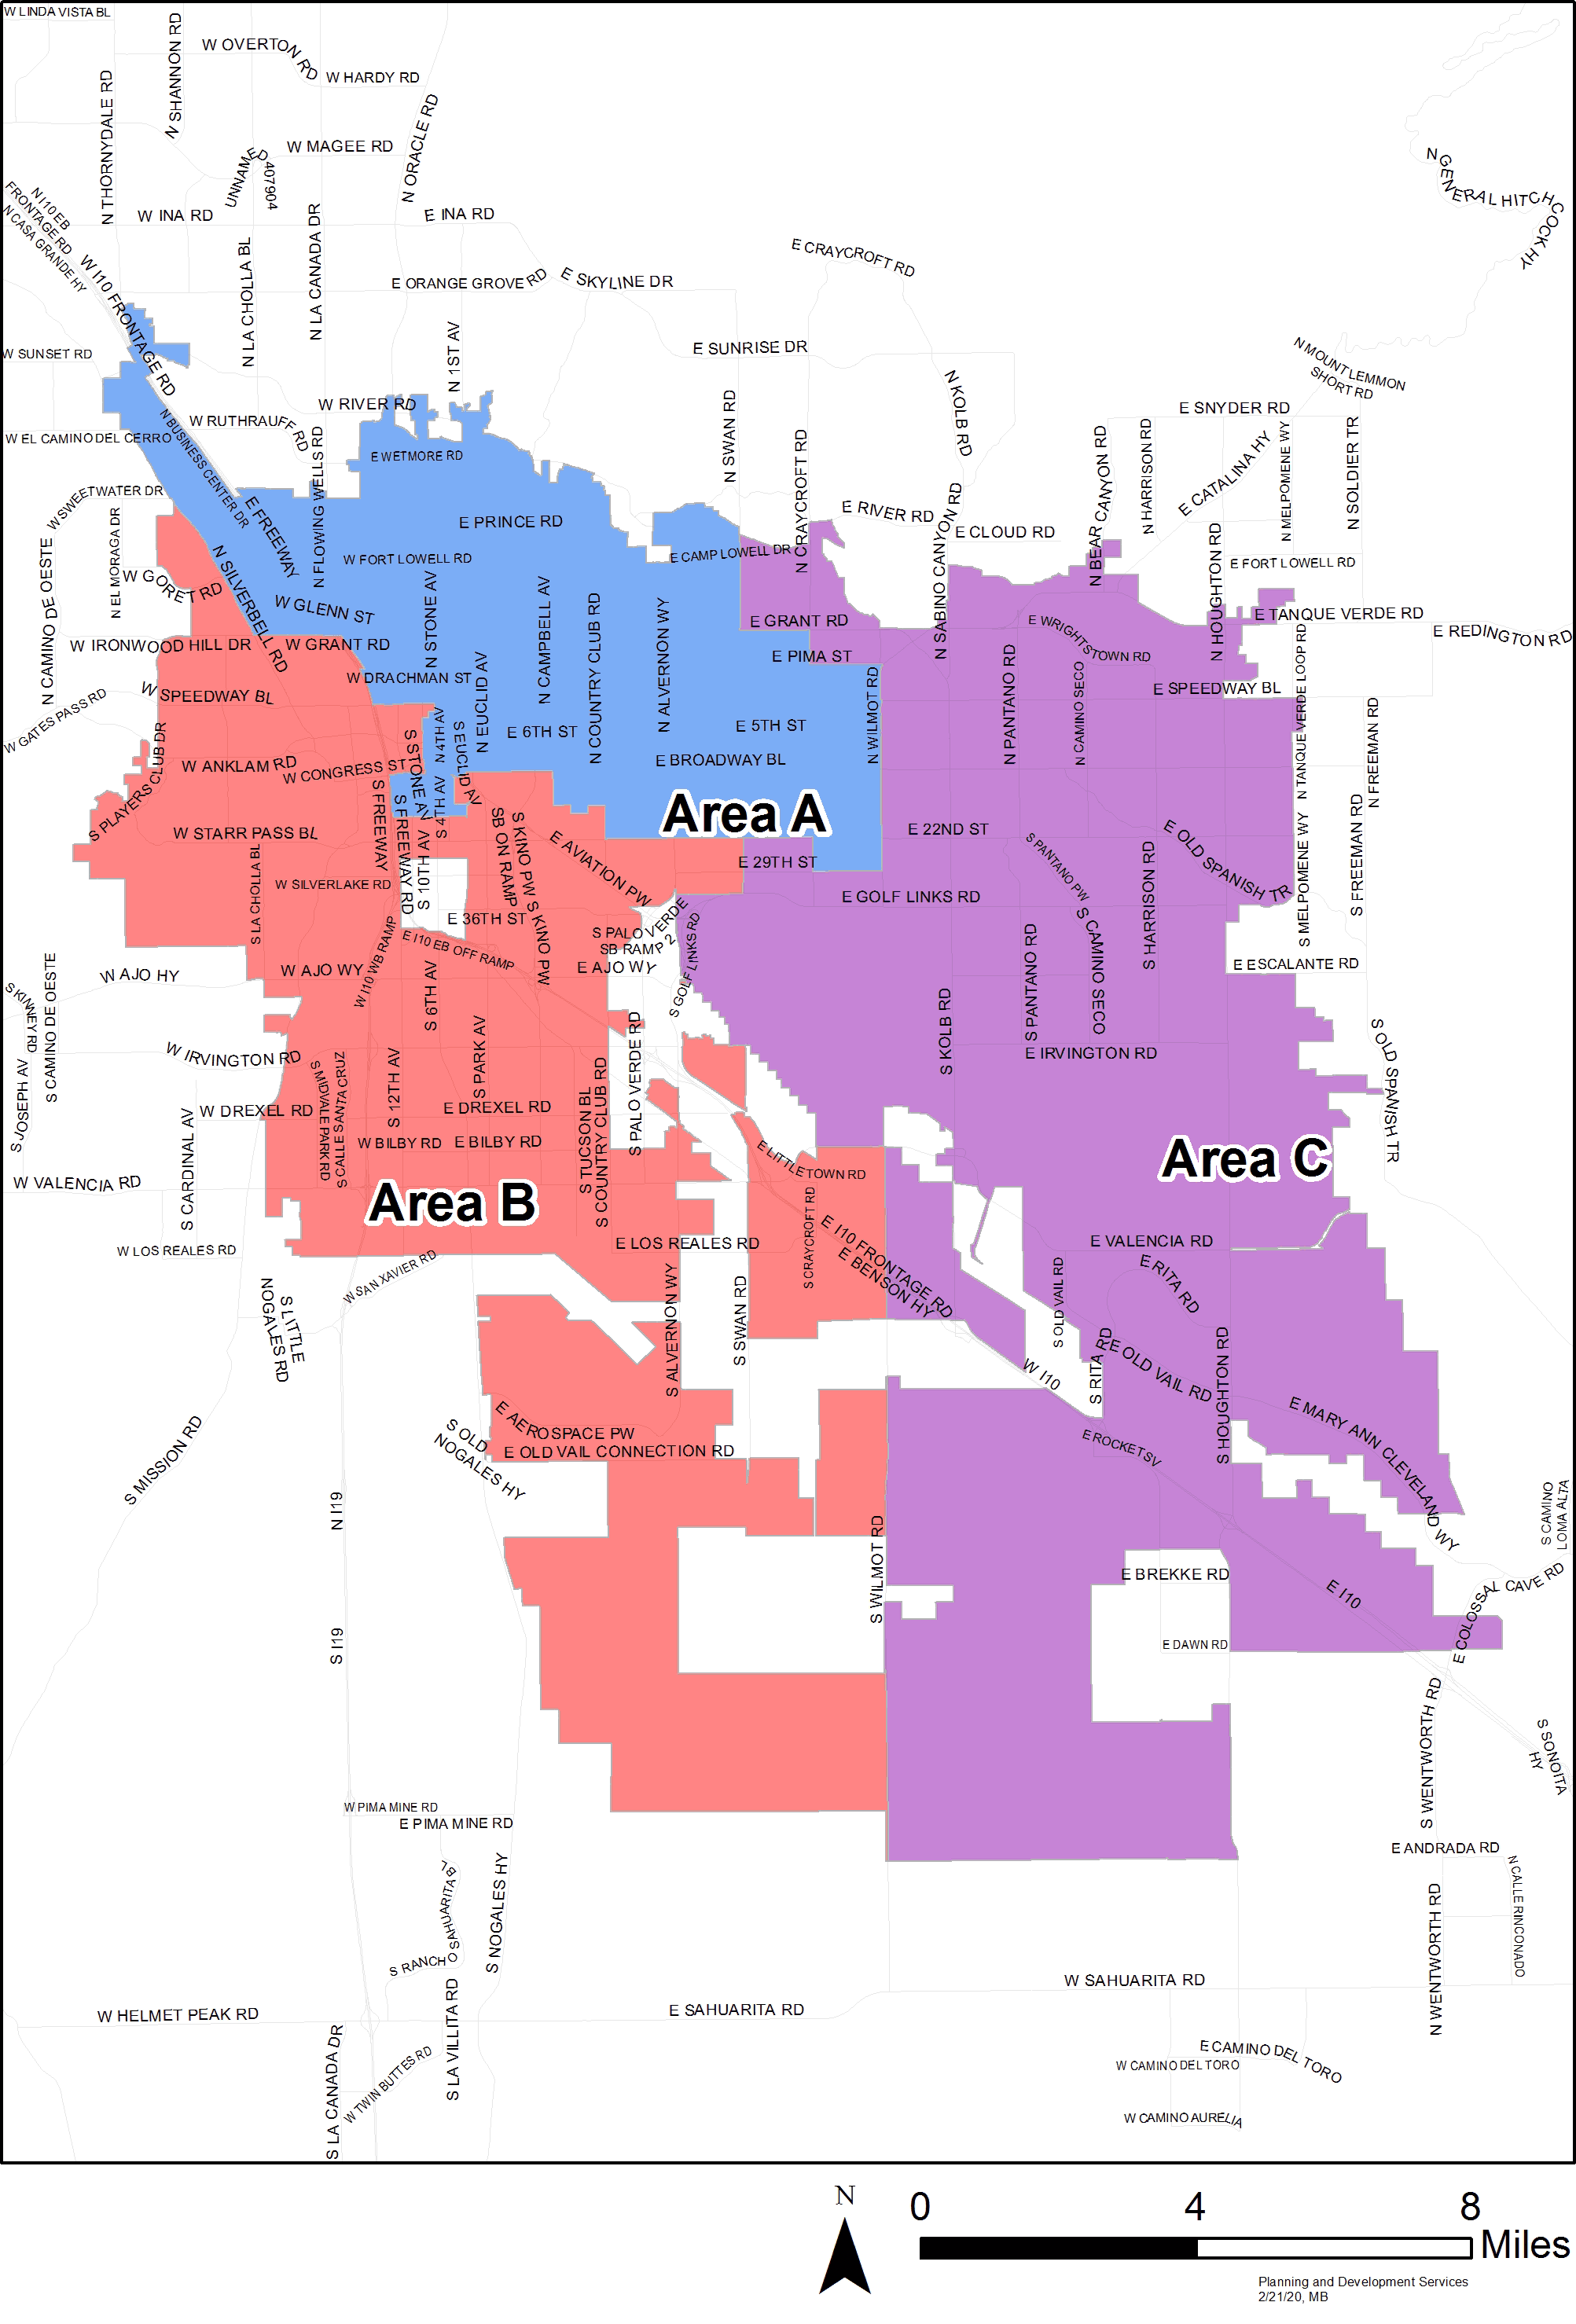 W LINDA VISTA BL
N SHANNON RD
W OVERTON RD
W HARDY RD
N THORNYDALE RD
N ORACLE RD
W MAGEE RD
UNNAMED 407904
N GENERAL HITCHCOCK HY
N I10 EB
FRONTAGE RD
N CASA GRANDE HY
W INA RD
E INA RD
N LA CANADA DR
N LA CHOLLA BL
W I10 FRONTAGE RD
E CRAYCROFT RD
E ORANGE GROVE RD
E SKYLINE DR
N 1ST AV
W SUNSET RD
E SUNRISE DR
N MOUNT LEMMON
SHORT RD
N KOLB RD
N SWAN RD
W RIVER RD
E SNYDER RD
W RUTHRAUFF RD
N BUSINESS CENTER DR
W EL CAMINO DEL CERRO
E WETMORE RD
N FLOWING WELLS RD
N CRAYCROFT RD
N BEAR CANYON RD
N HARRISON RD
E CATALINA HY
N MELPOMENE WY
N SOLDIER TR
W SWEETWATER DR
E FREEWAY
E PRINCE RD
E RIVER RD
E CLOUD RD
N EL MORAGA DR
N CAMINO DE OESTE
W FORT LOWELL RD
E CAMP LOWELL DR
N SABINO CANYON RD
E FORT LOWELL RD
N HOUGHTON RD
W GORET RD
N SILVERBELL RD
W GLENN ST
N STONE AV
N CAMPBELL AV
N COUNTRY CLUB RD
N ALVERNON WY
E GRANT RD
E WRIGHTSTOWN RD
E TANQUE VERDE RD
E REDINGTON RD
W IRONWOOD HILL DR
W GRANT RD
E PIMA ST
N PANTANO RD
N CAMINO SECO
N TANQUE VERDE LOOP RD
W DRACHMAN ST
N EUCLID AV
N WILMOT RD
W SPEEDWAY BL
E SPEEDWAY BL
W GATES PASS RD
N 4TH AV
S EUCLID AV
E 6TH ST
E 5TH ST
N FREEMAN RD
S PLAYERS CLUB DR
W ANKLAM RD
W CONGRESS ST
S STONE AV
E BROADWAY BL
S FREEWAY
S FREEWAY RD
S 4TH AV
Area A
W STARR PASS BL
SB ON RAMP
S KINO PW
E AVIATION PW
E 22ND ST
E OLD SPANISH TR
N MELPOMENE WY
S FREEMAN RD
S LA CHOLLA BL
W SILVERLAKE RD
S 10TH AV
E 29TH ST
S PANTANO PW
E GOLF LINKS RD
S HARRISON RD
E 36TH ST
S KINO PW
S PALO VERDE
SB RAMP 2
S GOLF LINKS RD
S CAMINO SECO
S MELPOMENE WY
W I10 WB RAMP
E I10 EB OFF RAMP
W AJO HY
W AJO WY
E AJO WY
E ESCALANTE RD
S KINNEY RD
S CAMINO DE OESTE
S 6TH AV
S PANTANO RD
S KOLB RD
S PALO VERDE RD
S OLD SPANISH TR
W IRVINGTON RD
S PARK AV
E IRVINGTON RD
S JOSEPH AV
S MIDVALE PARK RD
S CALLE SANTA CRUZ
S 12TH AV
W DREXEL RD
E DREXEL RD
S TUCSON BL
S COUNTRY CLUB RD
S CARDINAL AV
W BILBY RD
E BILBY RD
E LITTLETOWN RD
Area C
W VALENCIA RD
Area B
S CRAYCROFT RD
E I10 FRONTAGE RD
E BENSON HY
W LOS REALES RD
E LOS REALES RD
E VALENCIA RD
W SAN XAVIER RD
E RITA RD
S OLD VAIL RD
N LITTLE
NOGALES RD
S ALVERNON WY
S SWAN RD
S RITA RD
E OLD VAIL RD
S HOUGHTON RD
W I10
E AEROSPACE PW
S OLD
NOGALES HY
E OLD VAIL CONNECTION RD
E MARY ANN CLEVELAND WY
E ROCKET SV
S MISSION RD
N I19
S CAMINO
LOMA ALTA
S WILMOT RD
E BREKKE RD
E I10
E COLOSSAL CAVE RD
S I19
E DAWN RD
S WENTWORTH RD
S SONOITA HY
W PIMA MINE RD
E PIMA MINE RD
E ANDRADA RD
S RANCHO SAHUARITA BL
S NOGALES HY
N WENTWORTH RD
N CALLE RINCONADO
W SAHUARITA RD
W HELMET PEAK RD
S LA VILLITA RD
E SAHUARITA RD
S LA CANADA DR
W TWIN BUTTES RD
E CAMINO DEL TORO
W CAMINO DEL TORO
W CAMINO AURELIA
N
0 4 8
Miles
Planning and Development Services
2/21/20, MB